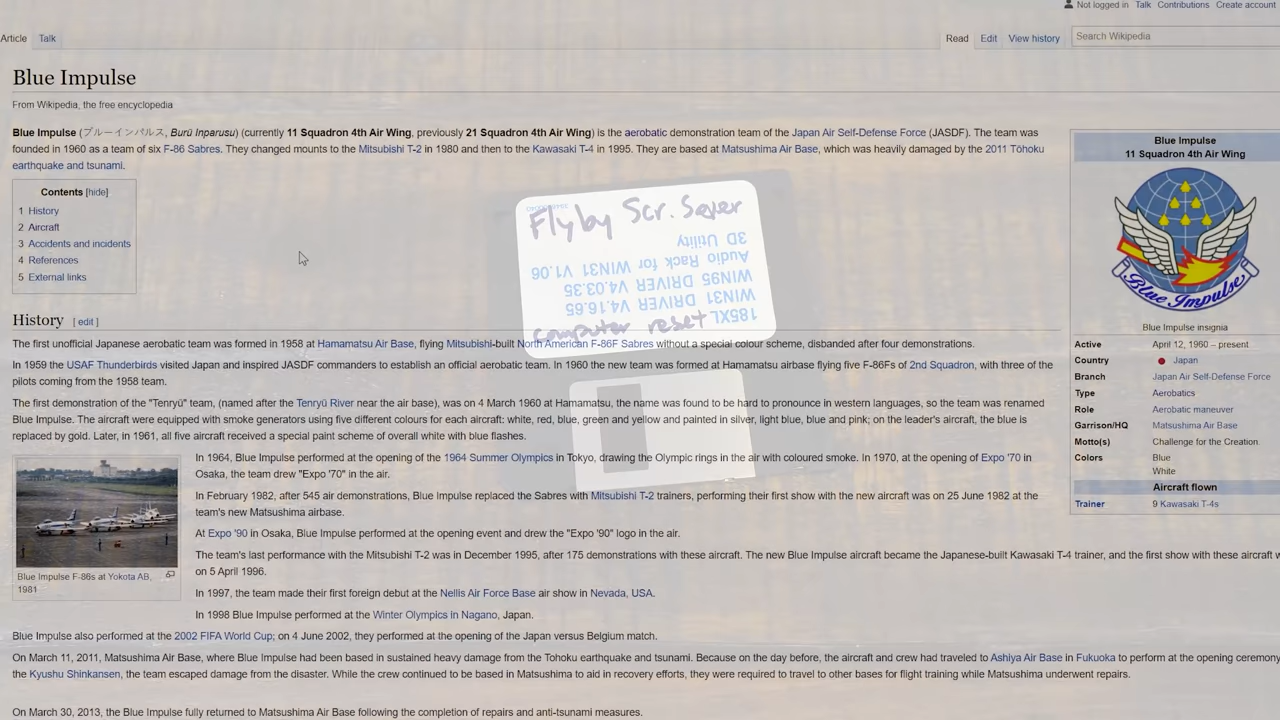 Not logged in Talk Contributions Create account
Article Talk
Read Edit View history
Search Wikipedia
Blue Impulse
From Wikipedia, the free encyclopedia
Blue Impulse (ブルーインパルス, Burū Inparusu) (currently 11 Squadron 4th Air Wing, previously 21 Squadron 4th Air Wing) is the aerobatic demonstration team of the Japan Air Self-Defense Force (JASDF). The team was
founded in 1960 as a team of six F-86 Sabres. They changed mounts to the Mitsubishi T-2 in 1980 and then to the Kawasaki T-4 in 1995. They are based at Matsushima Air Base, which was heavily damaged by the 2011 Tōhoku
earthquake and tsunami.
Contents [hide]
1 History
2 Aircraft
3 Accidents and incidents
4 References
5 External links
Flyby Scr. Saver
3D Utility
Audio Rack for WIN31 V1.06
WIN95 DRIVER V4.03.35
WIN31 DRIVER V4.16.65
185XL
computer reset
History [ edit ]
The first unofficial Japanese aerobatic team was formed in 1958 at Hamamatsu Air Base, flying Mitsubishi-built North American F-86F Sabres without a special colour scheme, disbanded after four demonstrations.
In 1959 the USAF Thunderbirds visited Japan and inspired JASDF commanders to establish an official aerobatic team. In 1960 the new team was formed at Hamamatsu airbase flying five F-86Fs of 2nd Squadron, with three of the
pilots coming from the 1958 team.
The first demonstration of the "Tenryū" team, (named after the Tenryū River near the air base), was on 4 March 1960 at Hamamatsu, the name was found to be hard to pronounce in western languages, so the team was renamed
Blue Impulse. The aircraft were equipped with smoke generators using five different colours for each aircraft: white, red, blue, green and yellow and painted in silver, light blue, blue and pink; on the leader's aircraft, the blue is
replaced by gold. Later, in 1961, all five aircraft received a special paint scheme of overall white with blue flashes.
In 1964, Blue Impulse performed at the opening of the 1964 Summer Olympics in Tokyo, drawing the Olympic rings in the air with coloured smoke. In 1970, at the opening of Expo '70 in
Osaka, the team drew "Expo '70" in the air.
In February 1982, after 545 air demonstrations, Blue Impulse replaced the Sabres with Mitsubishi T-2 trainers, performing their first show with the new aircraft was on 25 June 1982 at the
team's new Matsushima airbase.
At Expo '90 in Osaka, Blue Impulse performed at the opening event and drew the "Expo '90" logo in the air.
The team's last performance with the Mitsubishi T-2 was in December 1995, after 175 demonstrations with these aircraft. The new Blue Impulse aircraft became the Japanese-built Kawasaki T-4 trainer, and the first show with these aircraft w
on 5 April 1996.
In 1997, the team made their first foreign debut at the Nellis Air Force Base air show in Nevada, USA.
In 1998 Blue Impulse performed at the Winter Olympics in Nagano, Japan.
Blue Impulse F-86s at Yokota AB,
1981
Blue Impulse also performed at the 2002 FIFA World Cup; on 4 June 2002, they performed at the opening of the Japan versus Belgium match.
On March 11, 2011, Matsushima Air Base, where Blue Impulse had been based in sustained heavy damage from the Tohoku earthquake and tsunami. Because on the day before, the aircraft and crew had traveled to Ashiya Air Base in Fukuoka to perform at the opening ceremony
the Kyushu Shinkansen, the team escaped damage from the disaster. While the crew continued to be based in Matsushima to aid in recovery efforts, they were required to travel to other bases for flight training while Matsushima underwent repairs.
On March 30, 2013, the Blue Impulse fully returned to Matsushima Air Base following the completion of repairs and anti-tsunami measures.
Blue Impulse
11 Squadron 4th Air Wing
Blue Impulse
Blue Impulse insignia
Active April 12, 1960 – present
Country Japan
Branch Japan Air Self-Defense Force
Type Aerobatics
Role Aerobatic maneuver
Garrison/HQ Matsushima Air Base
Motto(s) Challenge for the Creation
Colors Blue
White
Aircraft flown
Trainer 9 Kawasaki T-4s